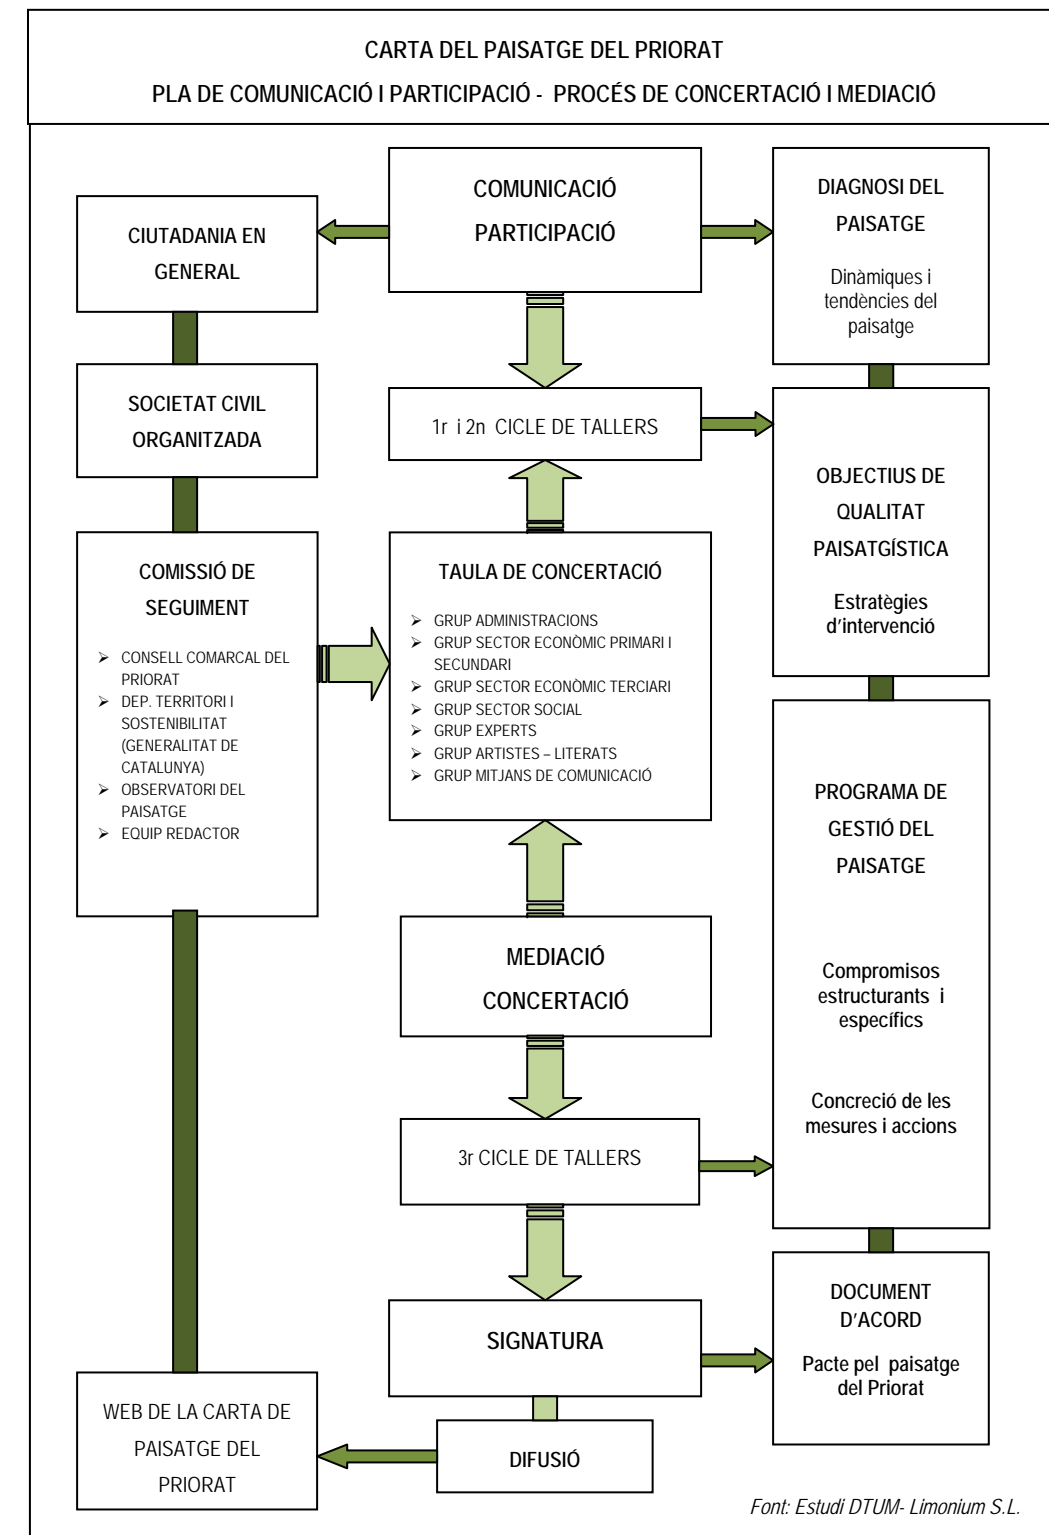 CARTA DEL PAISATGE DEL PRIORAT
PLA DE COMUNICACIÓ I PARTICIPACIÓ - PROCÉS DE CONCERTACIÓ I MEDIACIÓ
CIUTADANIA EN
GENERAL
SOCIETAT CIVIL
ORGANITZADA
COMISSIÓ DE
SEGUIMENT
➢ CONSELL COMARCAL DEL
PRIORAT
➢ DEP. TERRITORI I
SOSTENIBILITAT
(GENERALITAT DE
CATALUNYA)
➢ OBSERVATORI DEL
PAISATGE
➢ EQUIP REDACTOR
WEB DE LA CARTA DE
PAISATGE DEL
PRIORAT
COMUNICACIÓ
PARTICIPACIÓ
1r i 2n CICLE DE TALLERS
TAULA DE CONCERTACIÓ
➢ GRUP ADMINISTRACIONS
➢ GRUP SECTOR ECONÒMIC PRIMARI I
SECUNDARI
➢ GRUP SECTOR ECONÒMIC TERCIARI
➢ GRUP SECTOR SOCIAL
➢ GRUP EXPERTS
➢ GRUP ARTISTES – LITERATS
➢ GRUP MITJANS DE COMUNICACIÓ
MEDIACIÓ
CONCERTACIÓ
3r CICLE DE TALLERS
SIGNATURA
DIFUSIÓ
DIAGNOSI DEL
PAISATGE
Dinàmiques i
tendències del
paisatge
OBJECTIUS DE
QUALITAT
PAISATGÍSTICA
Estratègies
d'intervenció
PROGRAMA DE
GESTIÓ DEL
PAISATGE
Compromisos
estructurants i
específics
Concreció de les
mesures i accions
DOCUMENT
D'ACORD
Pacte pel paisatge
del Priorat
Font: Estudi DTUM- Limonium S.L.